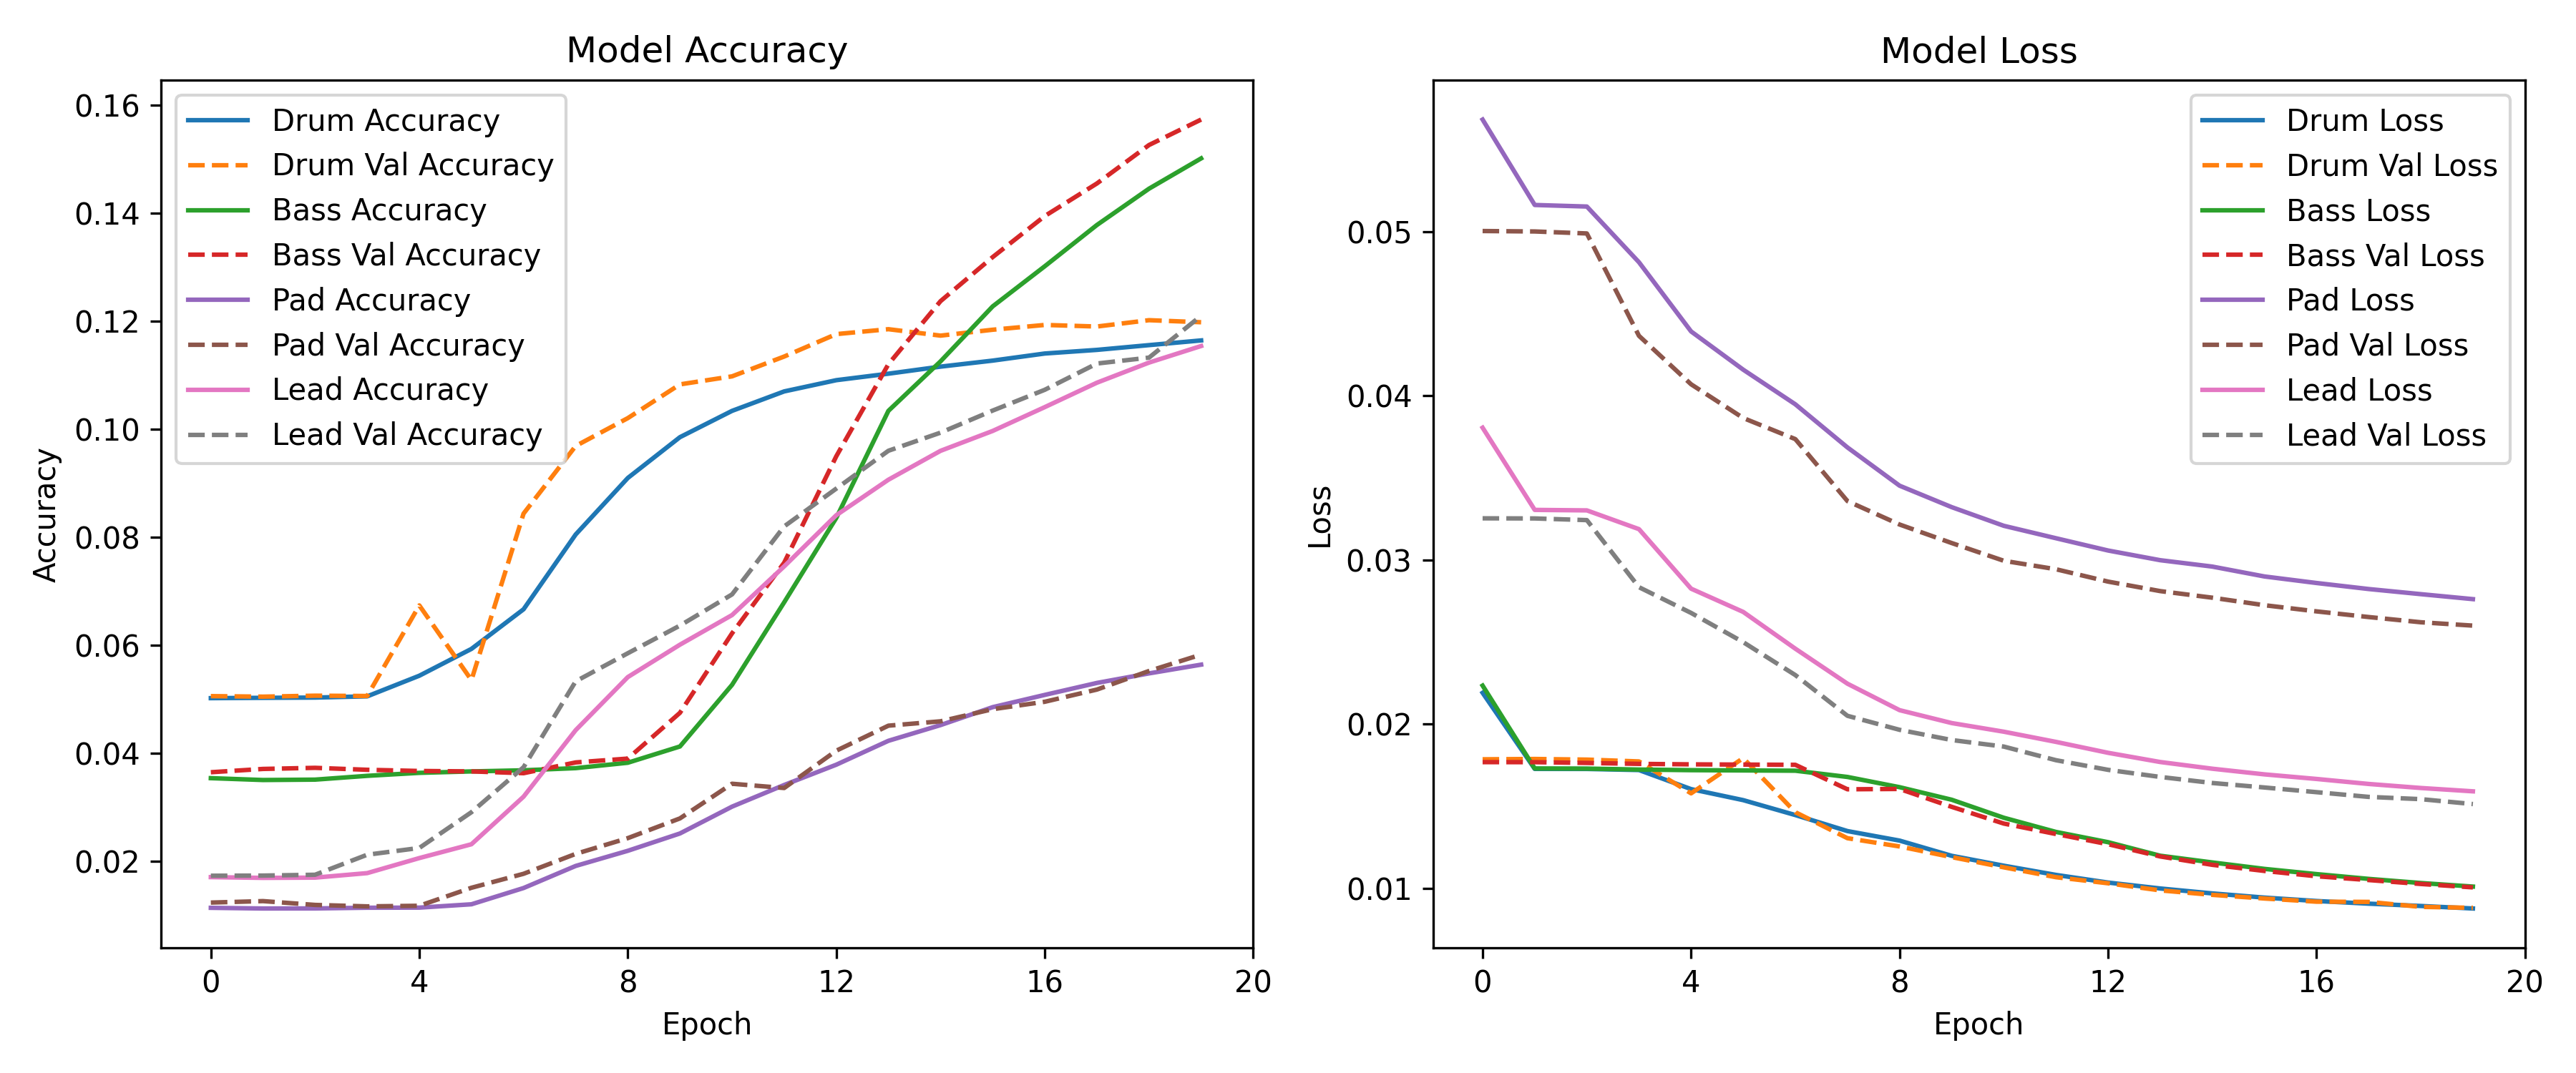 Model Accuracy
0.16
0.14
0.12
0.10
0.08
0.06
0.04
0.02
Accuracy
Drum Accuracy
Drum Val Accuracy
Bass Accuracy
Bass Val Accuracy
Pad Accuracy
Pad Val Accuracy
Lead Accuracy
Lead Val Accuracy
0 4 8 12 16 20
Epoch
Model Loss
0.05
0.04
0.03
0.02
0.01
Loss
Drum Loss
Drum Val Loss
Bass Loss
Bass Val Loss
Pad Loss
Pad Val Loss
Lead Loss
Lead Val Loss
0 4 8 12 16 20
Epoch